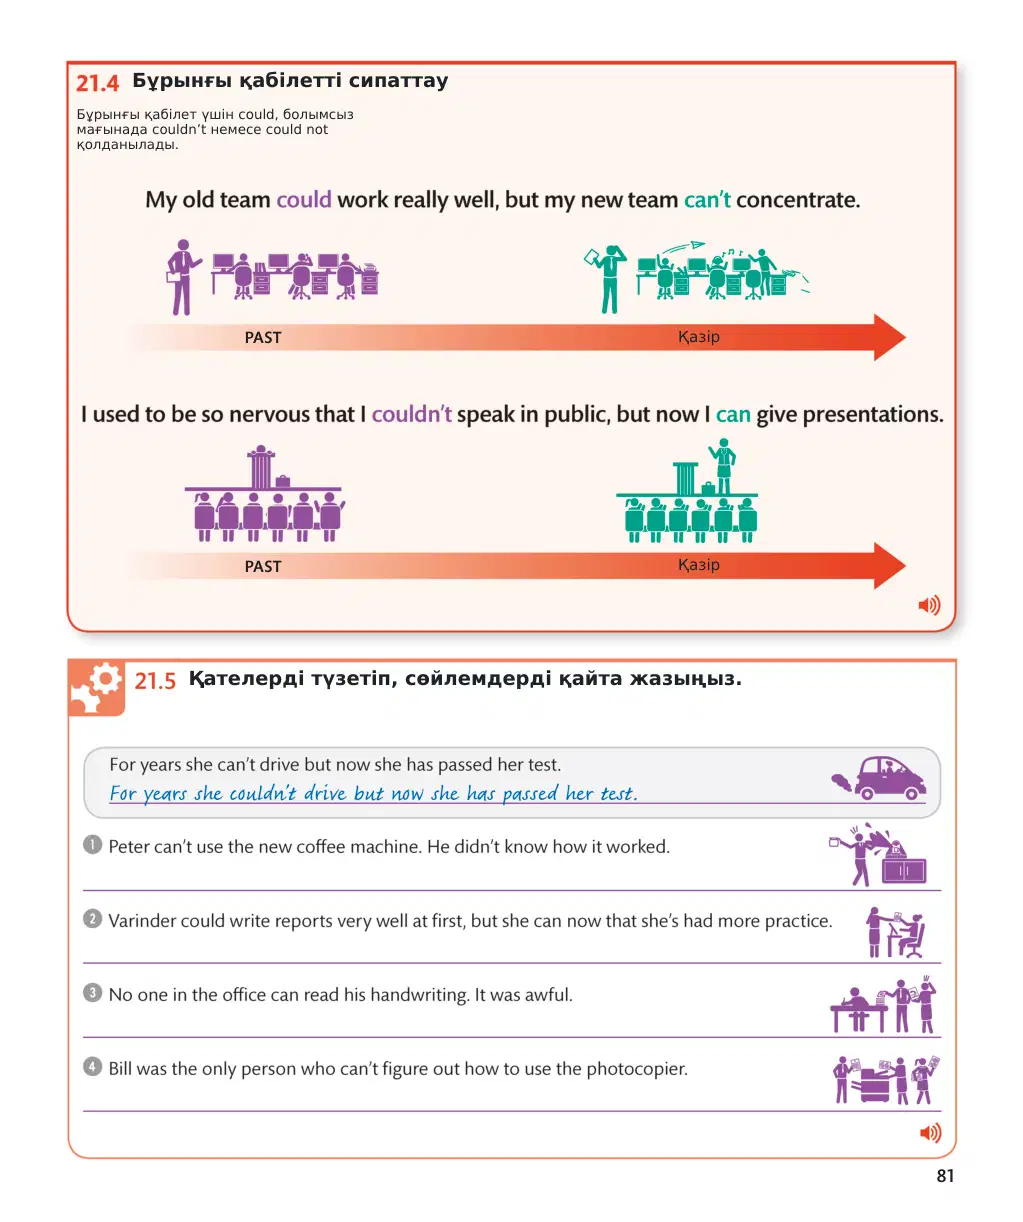 21.4 Бұрынғы қабілетті сипаттау
Бұрынғы қабілет үшін could, болымсыз
мағынада couldn’t немесе could not
қолданылады.
My old team could work really well, but my new team can’t concentrate.
PAST
Қазір
I used to be so nervous that I couldn’t speak in public, but now I can give presentations.
PAST
Қазір
21.5 Қателерді түзетіп, сөйлемдерді қайта жазыңыз.
For years she can’t drive but now she has passed her test.
For years she couldn’t drive but now she has passed her test.
1 Peter can’t use the new coffee machine. He didn’t know how it worked.
2 Varinder could write reports very well at first, but she can now that she’s had more practice.
3 No one in the office can read his handwriting. It was awful.
4 Bill was the only person who can’t figure out how to use the photocopier.
81